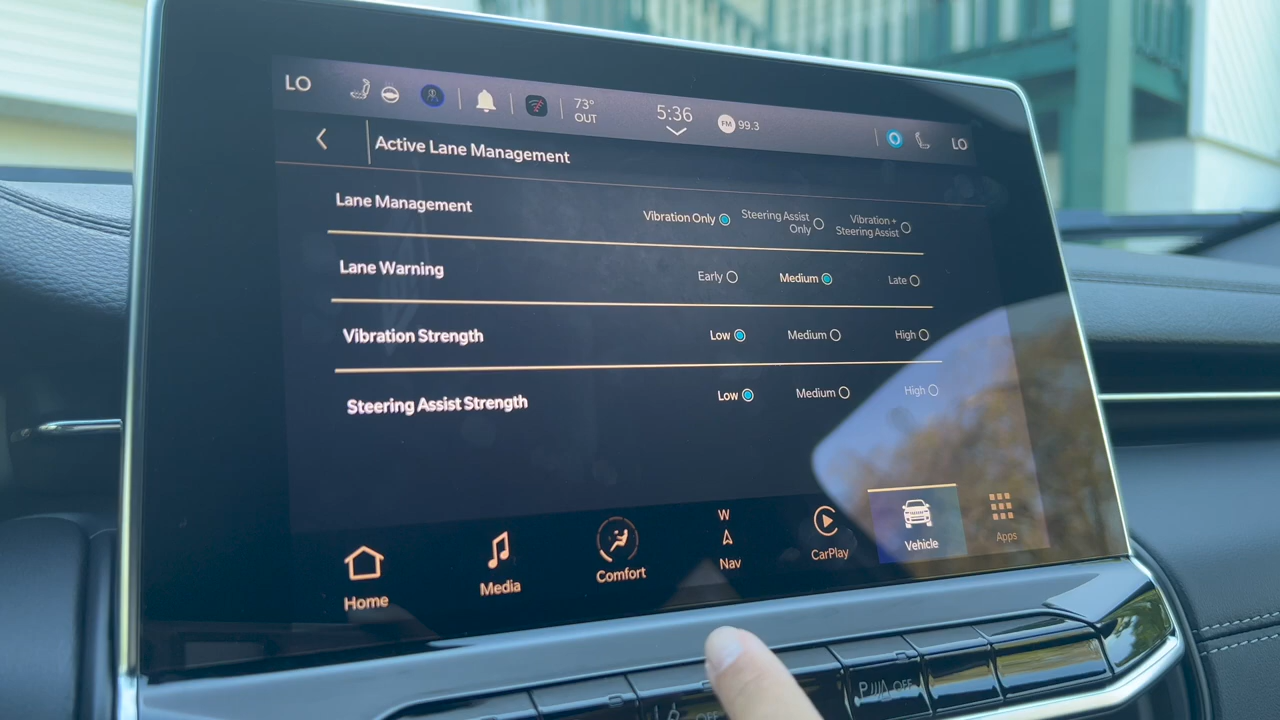 LO 73° OUT 5:36 FM 99.3 LO
Active Lane Management
Lane Management Vibration Only Steering Assist Only Vibration + Steering Assist
Lane Warning Early Medium Late
Vibration Strength Low Medium High
Steering Assist Strength Low Medium High
W
Home Media Comfort Nav CarPlay Vehicle Apps
OFF P OFF